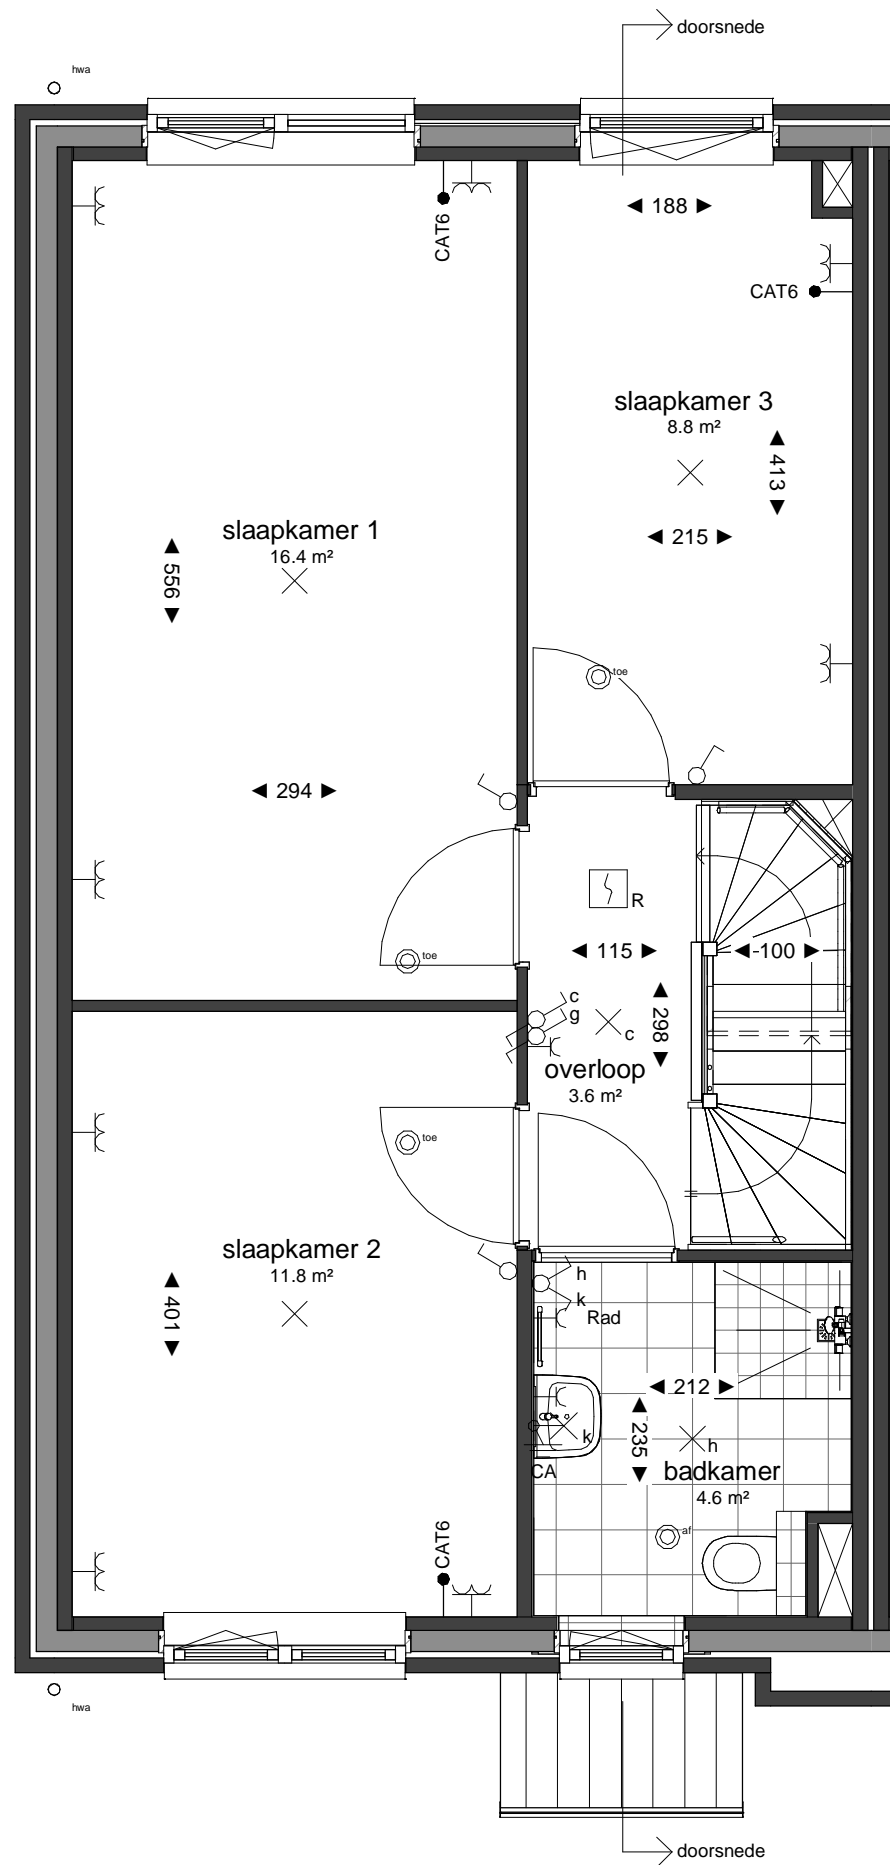 doorsnede
hwa
CAT6
188
CAT6
slaapkamer 3
8.8 m²
413
slaapkamer 1
16.4 m²
215
556
toe
294
R
toe
115
100
c
g
298
c
overloop
3.6 m²
toe
slaapkamer 2
11.8 m²
h
k
401
Rad
212
235
k
h
CA
badkamer
4.6 m²
af
CAT6
hwa
doorsnede